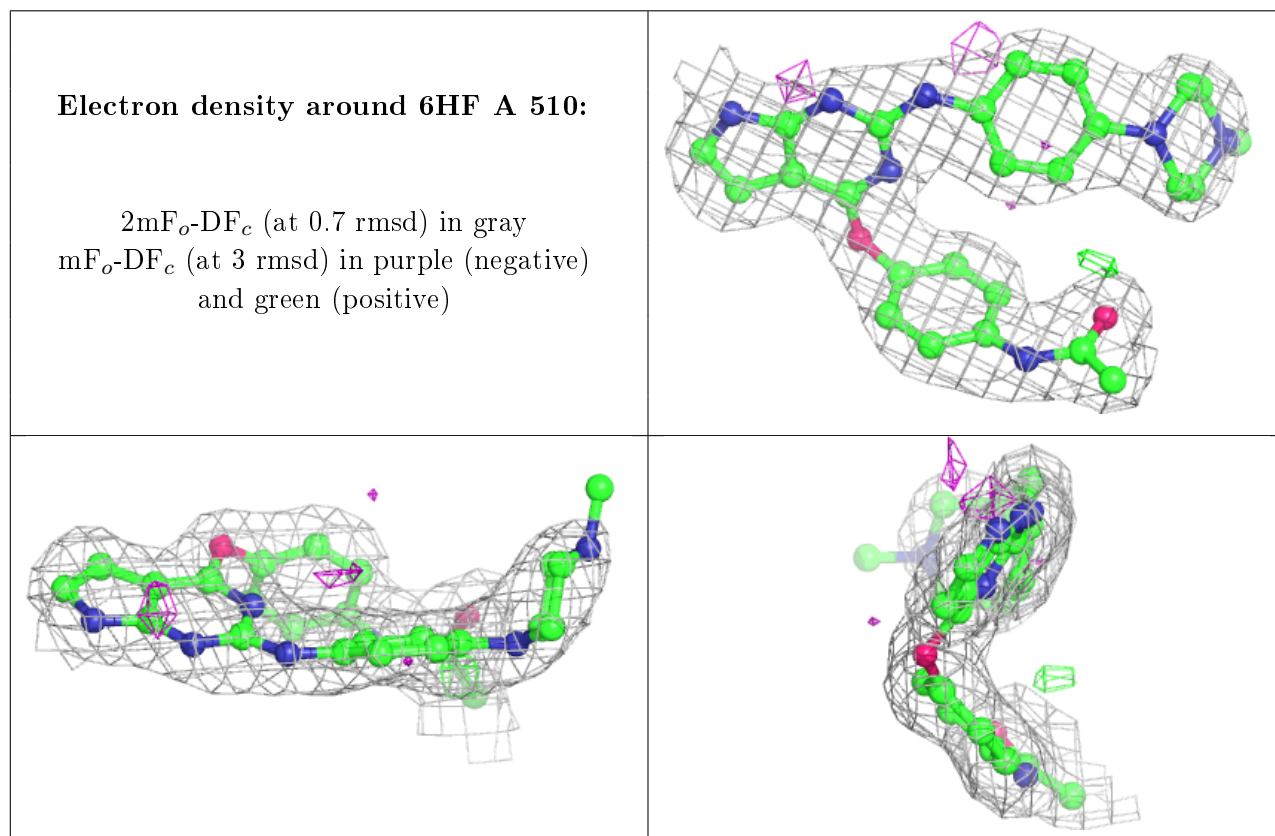 Electron density around 6HF A 510:
2mFₒ-DF𝒸 (at 0.7 rmsd) in gray
mFₒ-DF𝒸 (at 3 rmsd) in purple (negative)
and green (positive)